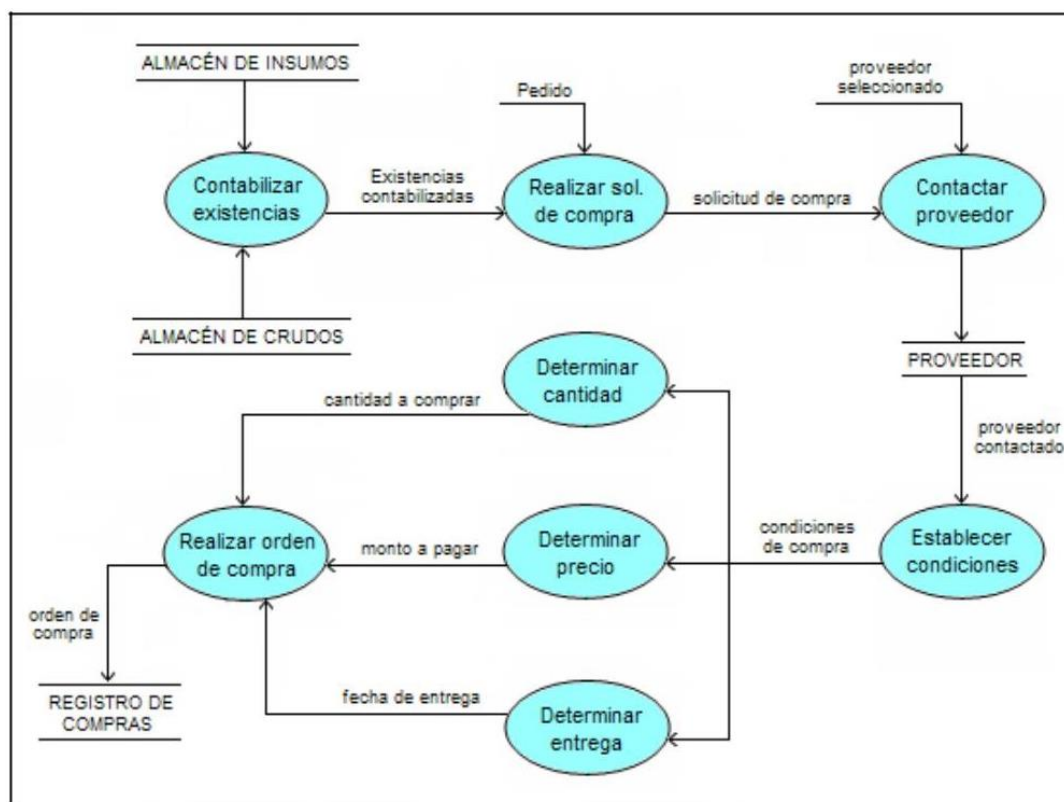 ALMACÉN DE INSUMOS
Pedido
proveedor
seleccionado
Contabilizar
existencias
Existencias
contabilizadas
Realizar sol.
de compra
solicitud de compra
Contactar
proveedor
ALMACÉN DE CRUDOS
PROVEEDOR
Determinar
cantidad
cantidad a comprar
proveedor
contactado
Realizar orden
de compra
monto a pagar
Determinar
precio
condiciones
de compra
Establecer
condiciones
orden de
compra
REGISTRO DE
COMPRAS
fecha de entrega
Determinar
entrega